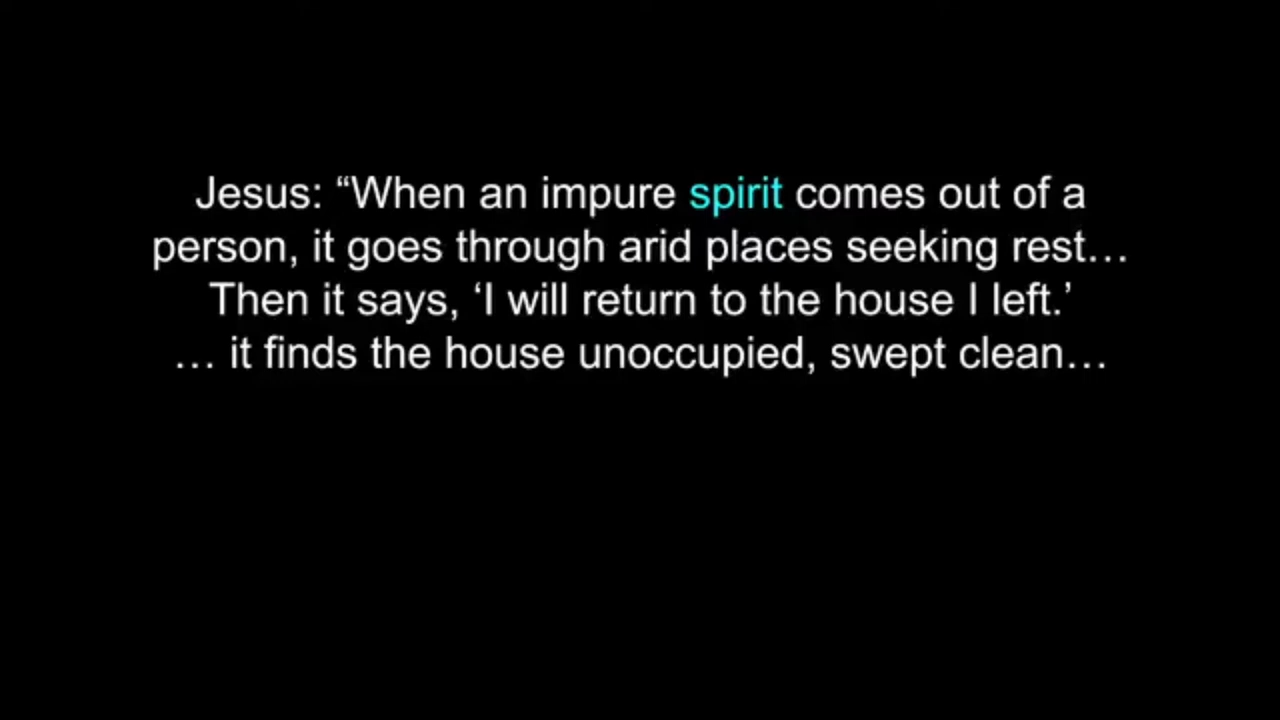 Jesus: “When an impure spirit comes out of a
person, it goes through arid places seeking rest…
Then it says, ‘I will return to the house I left.’
… it finds the house unoccupied, swept clean…